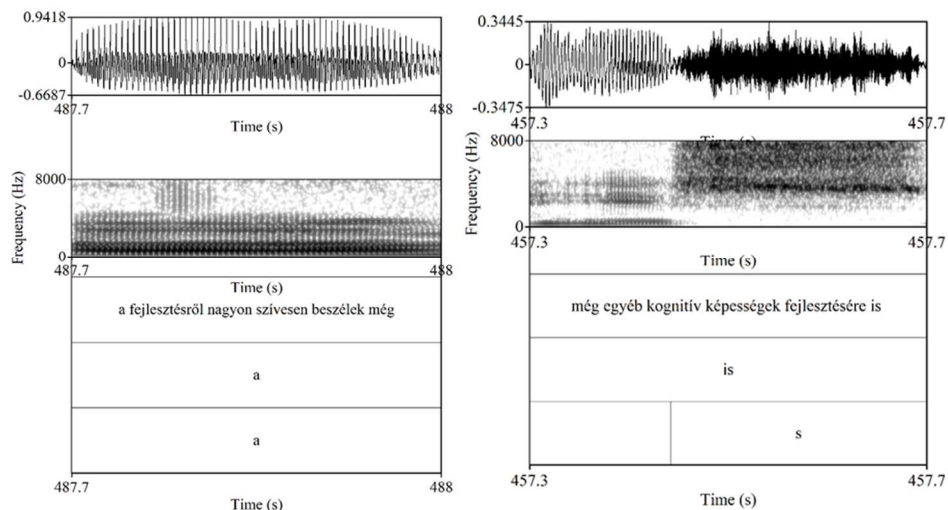 0.9418
0
-0.6687
487.7
488
Time (s)
8000
Frequency (Hz)
0
487.7
488
Time (s)
a fejlesztésről nagyon szívesen beszélek még
a
a
487.7
488
Time (s)
0.3445
0
-0.3475
457.3
457.7
Time (s)
8000
Frequency (Hz)
0
457.3
457.7
Time (s)
még egyéb kognitív képességek fejlesztésére is
is
s
457.3
457.7
Time (s)